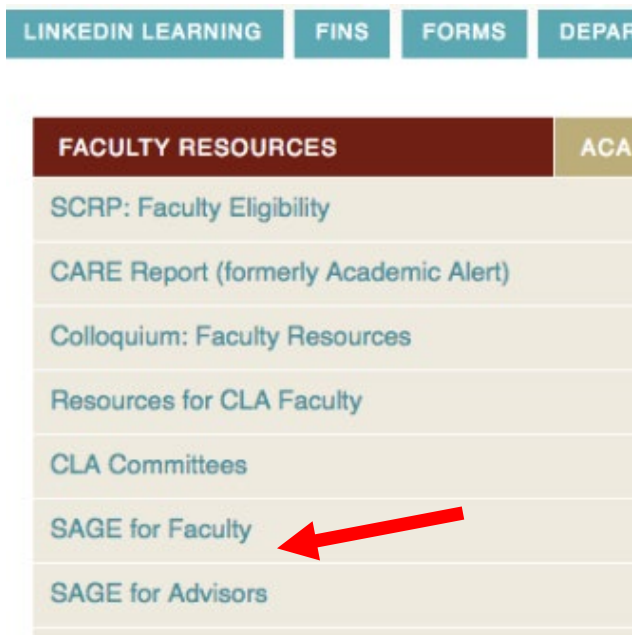 LINKEDIN LEARNING FINS FORMS
FACULTY RESOURCES
SCRP: Faculty Eligibility
CARE Report (formerly Academic Alert)
Colloquium: Faculty Resources
Resources for CLA Faculty
CLA Committees
SAGE for Faculty
SAGE for Advisors